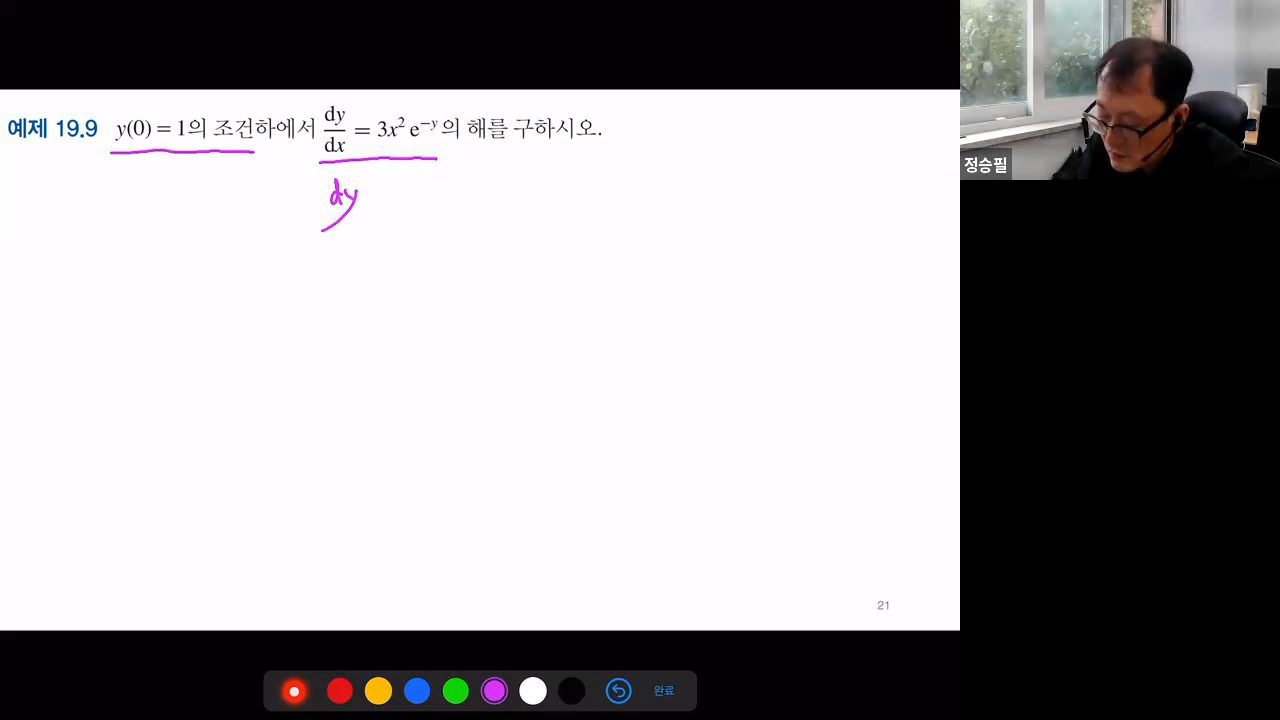 예제 19.9 y(0) = 1의 조건하에서 dy/dx = 3x² e⁻ʸ의 해를 구하시오.
dy
정승필
21
완료